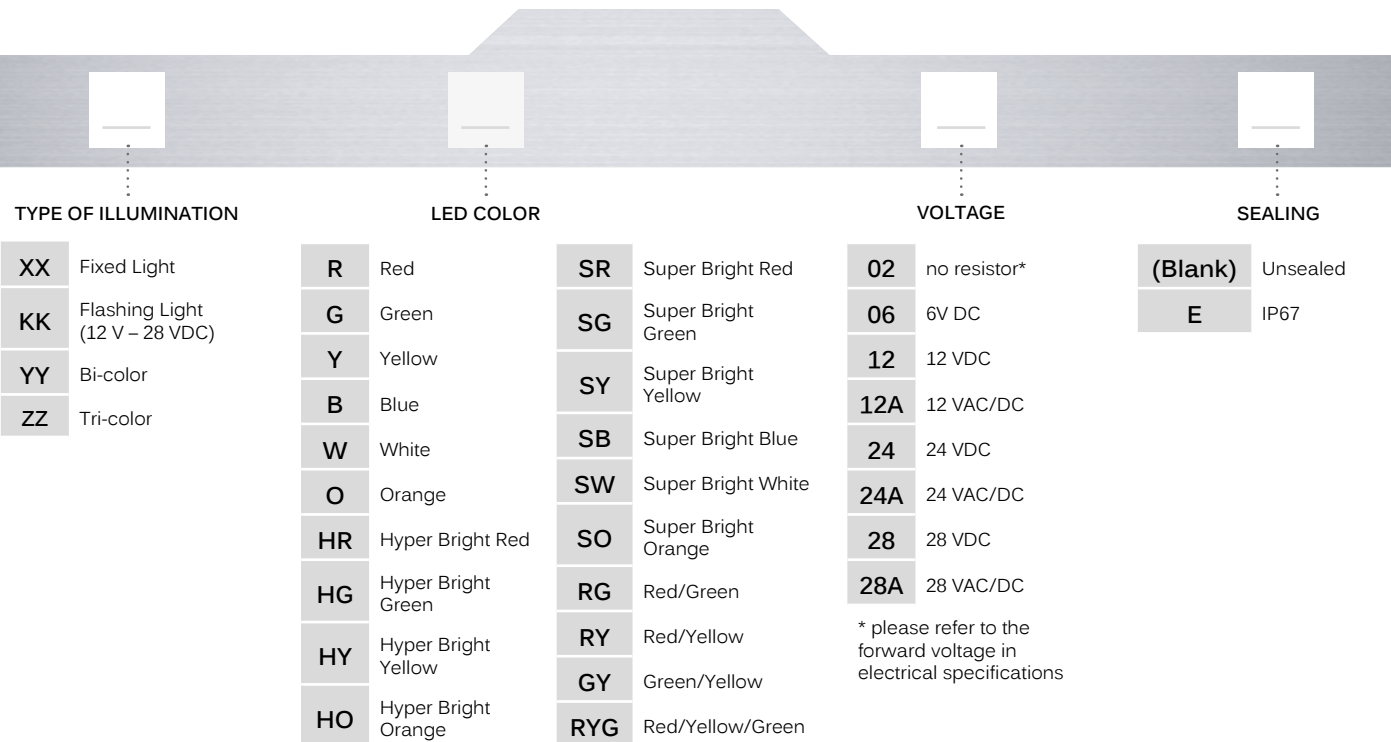 TYPE OF ILLUMINATION
XX Fixed Light
KK Flashing Light
(12 V – 28 VDC)
YY Bi-color
ZZ Tri-color
LED COLOR
R Red
G Green
Y Yellow
B Blue
W White
O Orange
HR Hyper Bright Red
HG Hyper Bright
Green
HY Hyper Bright
Yellow
HO Hyper Bright
Orange
SR Super Bright Red
SG Super Bright
Green
SY Super Bright
Yellow
SB Super Bright Blue
SW Super Bright White
SO Super Bright
Orange
RG Red/Green
RY Red/Yellow
GY Green/Yellow
RYG Red/Yellow/Green
VOLTAGE
02 no resistor*
06 6V DC
12 12 VDC
12A 12 VAC/DC
24 24 VDC
24A 24 VAC/DC
28 28 VDC
28A 28 VAC/DC
* please refer to the
forward voltage in
electrical specifications
SEALING
(Blank) Unsealed
E IP67